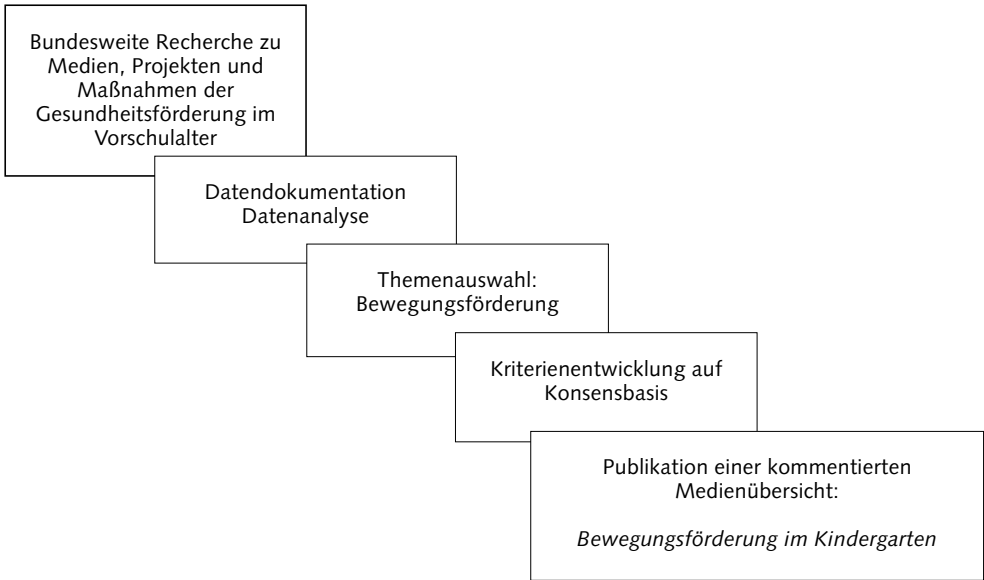 Bundesweite Recherche zu
Medien, Projekten und
Maßnahmen der
Gesundheitsförderung im
Vorschulalter
Datendokumentation
Datenanalyse
Themenauswahl:
Bewegungsförderung
Kriterienentwicklung auf
Konsensbasis
Publikation einer kommentierten
Medienübersicht:
Bewegungsförderung im Kindergarten